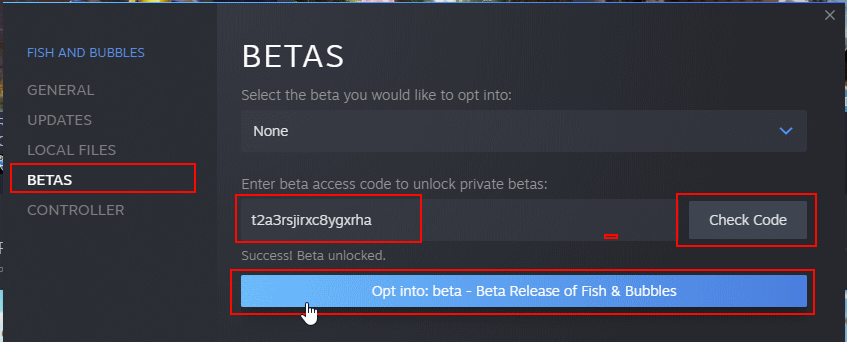 FISH AND BUBBLES
GENERAL
UPDATES
LOCAL FILES
BETAS
CONTROLLER
BETAS
Select the beta you would like to opt into:
None
Enter beta access code to unlock private betas:
t2a3rsjirxc8ygxrha
Check Code
Success! Beta unlocked.
Opt into: beta - Beta Release of Fish & Bubbles